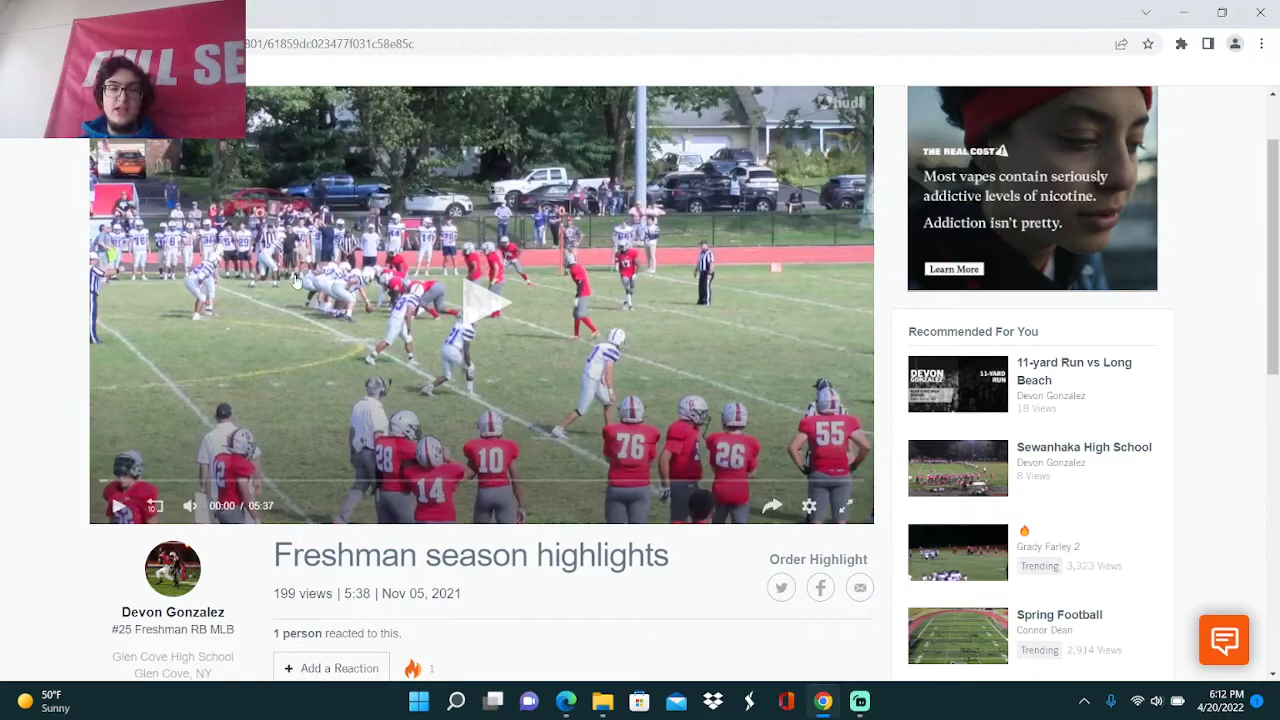 801/61859dc023477f031c58e85c
hudl
THE REAL COST
Most vapes contain seriously
addictive levels of nicotine.
Addiction isn't pretty.
Learn More
76
55
26
28
10
14
00:00 / 05:37
Recommended For You
11-yard Run vs Long
Beach
Devon Gonzalez
18 Views
DEVON
GONZALEZ
11-YARD
RUN
Sewanhaka High School
Devon Gonzalez
8 Views
Grady Farley 2
Trending 3,323 Views
Spring Football
Connor Dean
Trending 2,914 Views
Freshman season highlights
Order Highlight
199 views | 5:38 | Nov 05, 2021
1 person reacted to this.
+ Add a Reaction
1
Devon Gonzalez
#25 Freshman RB MLB
Glen Cove High School
Glen Cove, NY
50°F
Sunny
6:12 PM
4/20/2022
1